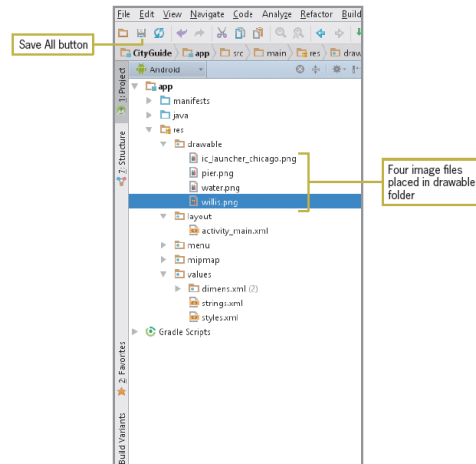 File Edit View Navigate Code Analyze Refactor Build
Save All button
CityGuide app src main res draw
1: Project
Android
app
manifests
java
res
drawable
ic_launcher_chicago.png
pier.png
water.png
willis.png
Four image files
placed in drawable
folder
7: Structure
layout
activity_main.xml
menu
mipmap
values
dimens.xml (2)
strings.xml
styles.xml
Gradle Scripts
2: Favorites
Build Variants